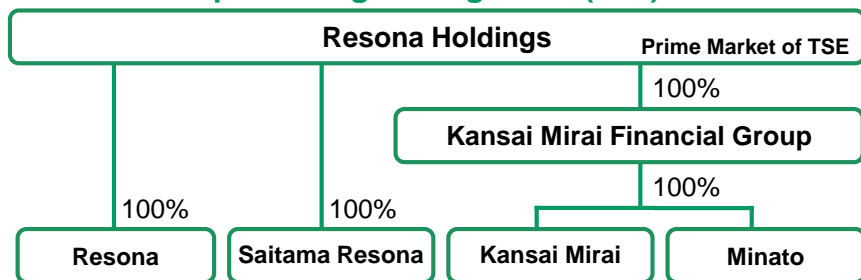 Resona Holdings
Prime Market of TSE
100%
Kansai Mirai Financial Group
100%
100%
100%
Resona
Saitama Resona
Kansai Mirai
Minato